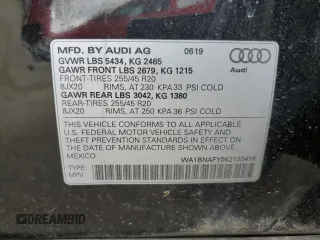 MFD. BY AUDI AG 0619
GVWR LBS 5434, KG 2465
GAWR FRONT LBS 2679, KG 1215
FRONT-TIRES 255/45 R20
8JX20 RIMS, AT 230 KPA 33 PSI COLD
GAWR REAR LBS 3042, KG 1380
REAR-TIRES 255/45 R20
8JX20 RIMS, AT 250 KPA 36 PSI COLD
Audi
THIS VEHICLE CONFORMS TO ALL APPLICABLE
U.S. FEDERAL MOTOR VEHICLE SAFETY AND
THEFT PREVENTION STANDARDS IN EFFECT
ON THE DATE OF MANUFACTURE SHOWN ABOVE.
MEXICO
TYPE:
MPV
© DREAMBID